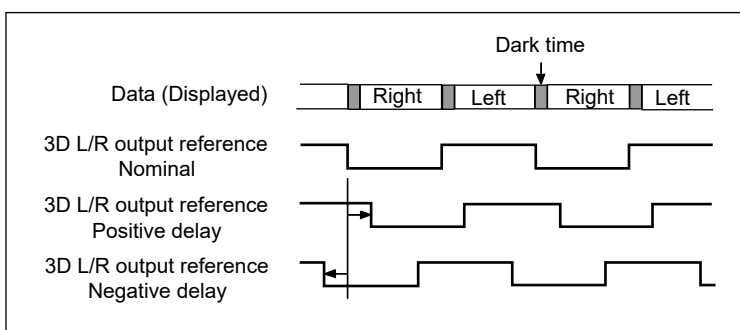 Dark time
Data (Displayed)
Right
Left
Right
Left
3D L/R output reference
Nominal
3D L/R output reference
Positive delay
3D L/R output reference
Negative delay